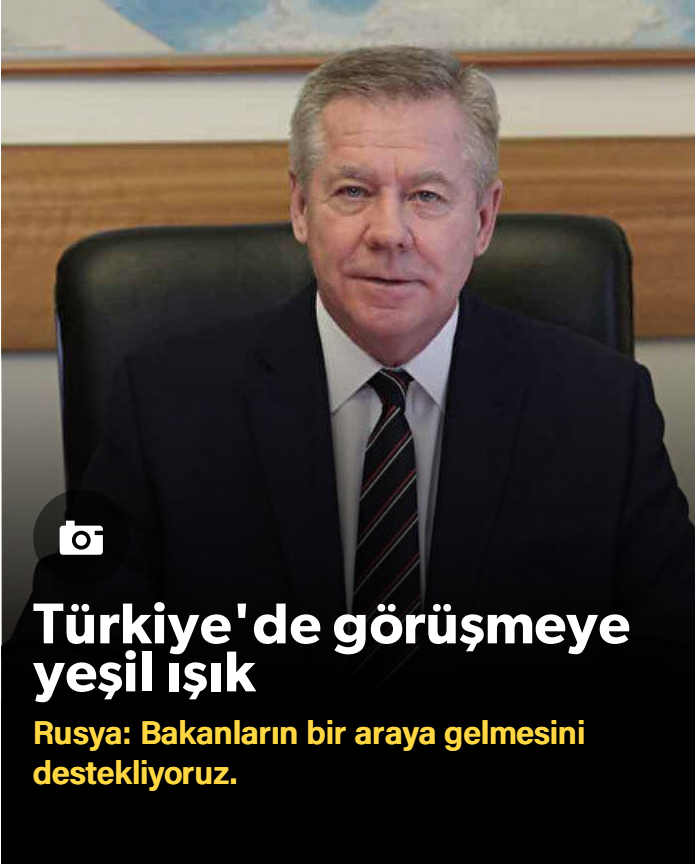 Türkiye'de görüşmeye
yeşil ışık
Rusya: Bakanların bir araya gelmesini
destekliyoruz.